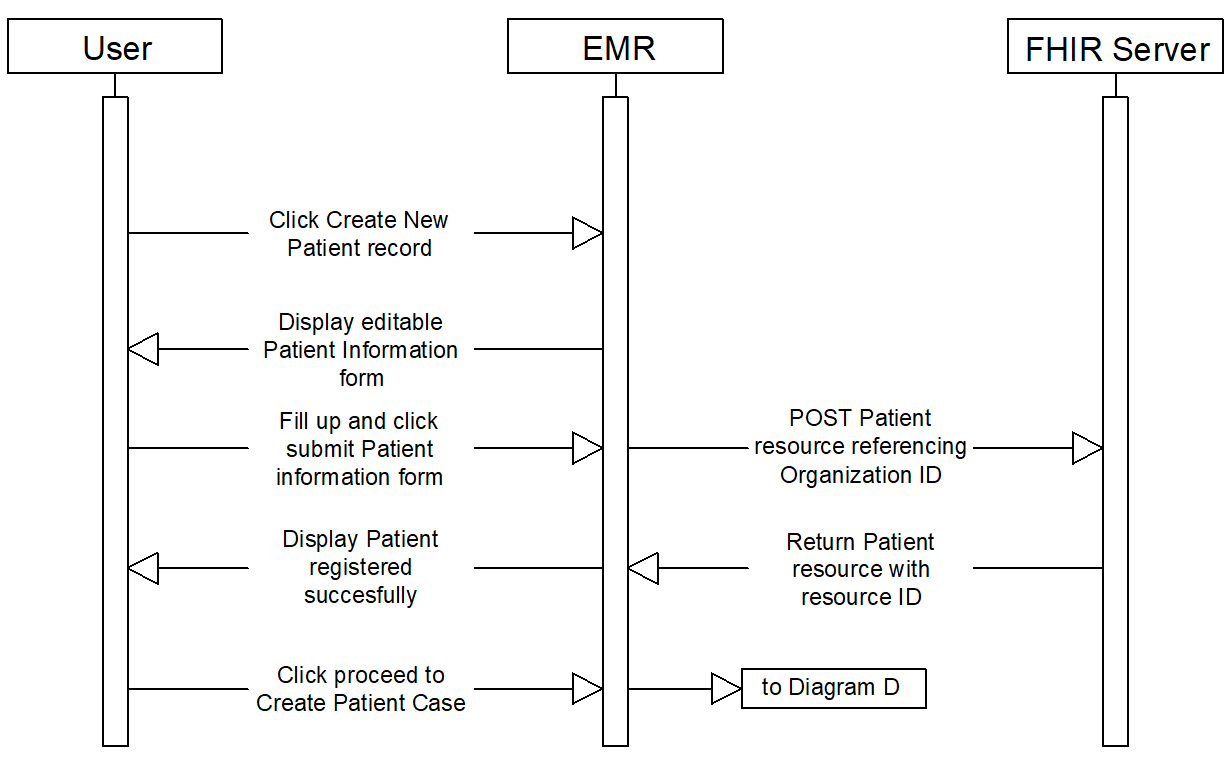 User
EMR
FHIR Server
Click Create New
Patient record
Display editable
Patient Information
form
Fill up and click
submit Patient
information form
POST Patient
resource referencing
Organization ID
Display Patient
registered
succesfully
Return Patient
resource with
resource ID
Click proceed to
Create Patient Case
to Diagram D